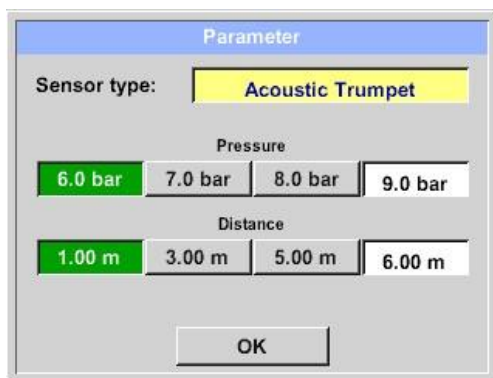 Parameter
Sensor type: Acoustic Trumpet
Pressure
6.0 bar 7.0 bar 8.0 bar 9.0 bar
Distance
1.00 m 3.00 m 5.00 m 6.00 m
OK